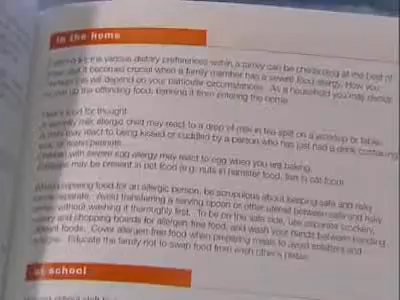 In the home
Catering for the various dietary preferences within a family can be challenging at the best of
times, but it becomes crucial when a family member has a severe food allergy. How you
manage this will depend on your particular circumstances. As a household you may decide
to give up the offending food, banning it from entering the home.
food for thought
A severely milk allergic child may react to a drop of milk in tea spilt on a worktop or table.
may react to being kissed or cuddled by a person who has just had a drink containing
peanuts.
with severe egg allergy may react to egg when you are baking.
may be present in pet food (e.g. nuts in hamster food, fish in cat food).
When preparing food for an allergic person, be scrupulous about keeping safe and risky
separate. Avoid transferring a serving spoon or other utensil between safe and risky
without washing it thoroughly first. To be on the safe side, use separate crockery,
cutlery and chopping boards for allergen-free food, and wash your hands between handling
different foods. Cover allergen-free food when preparing meals to avoid splatters and
Educate the family not to swap food from each other's plates.
At school